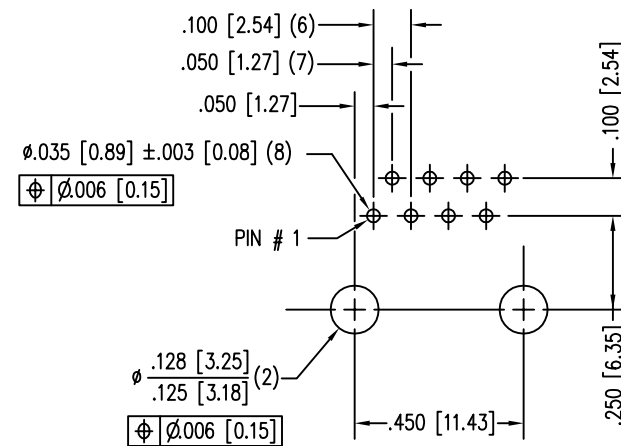 .100 [2.54] (6)
.050 [1.27] (7)
.050 [1.27]
.100 [2.54]
⌀.035 [0.89] ±.003 [0.08] (8)
⌖ ⌀.006 [0.15]
PIN # 1
⌀ .128 [3.25]
.125 [3.18] (2)
⌖ ⌀.006 [0.15]
.450 [11.43]
.250 [6.35]